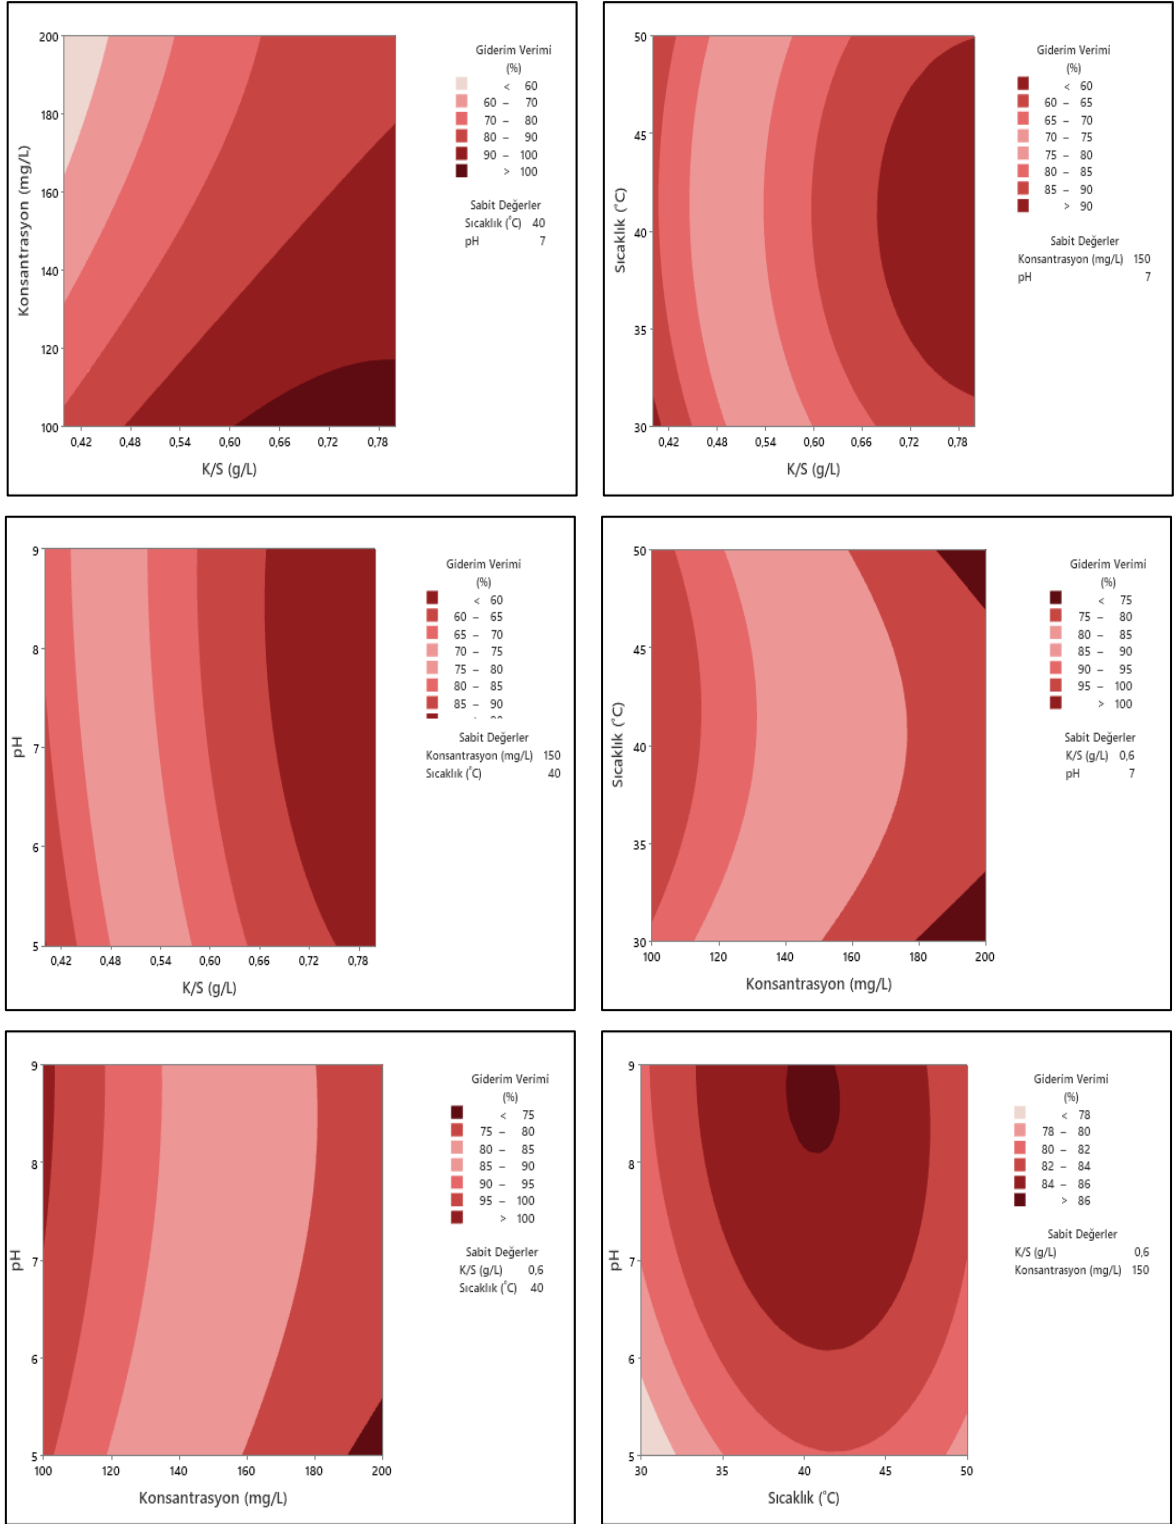 200
180
160
140
120
100
Konsantrasyon (mg/L)
0,42 0,48 0,54 0,60 0,66 0,72 0,78
K/S (g/L)
Giderim Verimi
(%)
< 60
60 – 70
70 – 80
80 – 90
90 – 100
> 100
Sabit Değerler
Sıcaklık (°C) 40
pH 7
50
45
40
35
30
Sıcaklık (°C)
0,42 0,48 0,54 0,60 0,66 0,72 0,78
K/S (g/L)
Giderim Verimi
(%)
< 60
60 – 65
65 – 70
70 – 75
75 – 80
80 – 85
85 – 90
> 90
Sabit Değerler
Konsantrasyon (mg/L) 150
pH 7
9
8
7
6
5
pH
0,42 0,48 0,54 0,60 0,66 0,72 0,78
K/S (g/L)
Giderim Verimi
(%)
< 60
60 – 65
65 – 70
70 – 75
75 – 80
80 – 85
85 – 90
Sabit Değerler
Konsantrasyon (mg/L) 150
Sıcaklık (°C) 40
50
45
40
35
30
Sıcaklık (°C)
100 120 140 160 180 200
Konsantrasyon (mg/L)
Giderim Verimi
(%)
< 75
75 – 80
80 – 85
85 – 90
90 – 95
95 – 100
> 100
Sabit Değerler
K/S (g/L) 0,6
pH 7
9
8
7
6
5
pH
100 120 140 160 180 200
Konsantrasyon (mg/L)
Giderim Verimi
(%)
< 75
75 – 80
80 – 85
85 – 90
90 – 95
95 – 100
> 100
Sabit Değerler
K/S (g/L) 0,6
Sıcaklık (°C) 40
9
8
7
6
5
pH
30 35 40 45 50
Sıcaklık (°C)
Giderim Verimi
(%)
< 78
78 – 80
80 – 82
82 – 84
84 – 86
> 86
Sabit Değerler
K/S (g/L) 0,6
Konsantrasyon (mg/L) 150